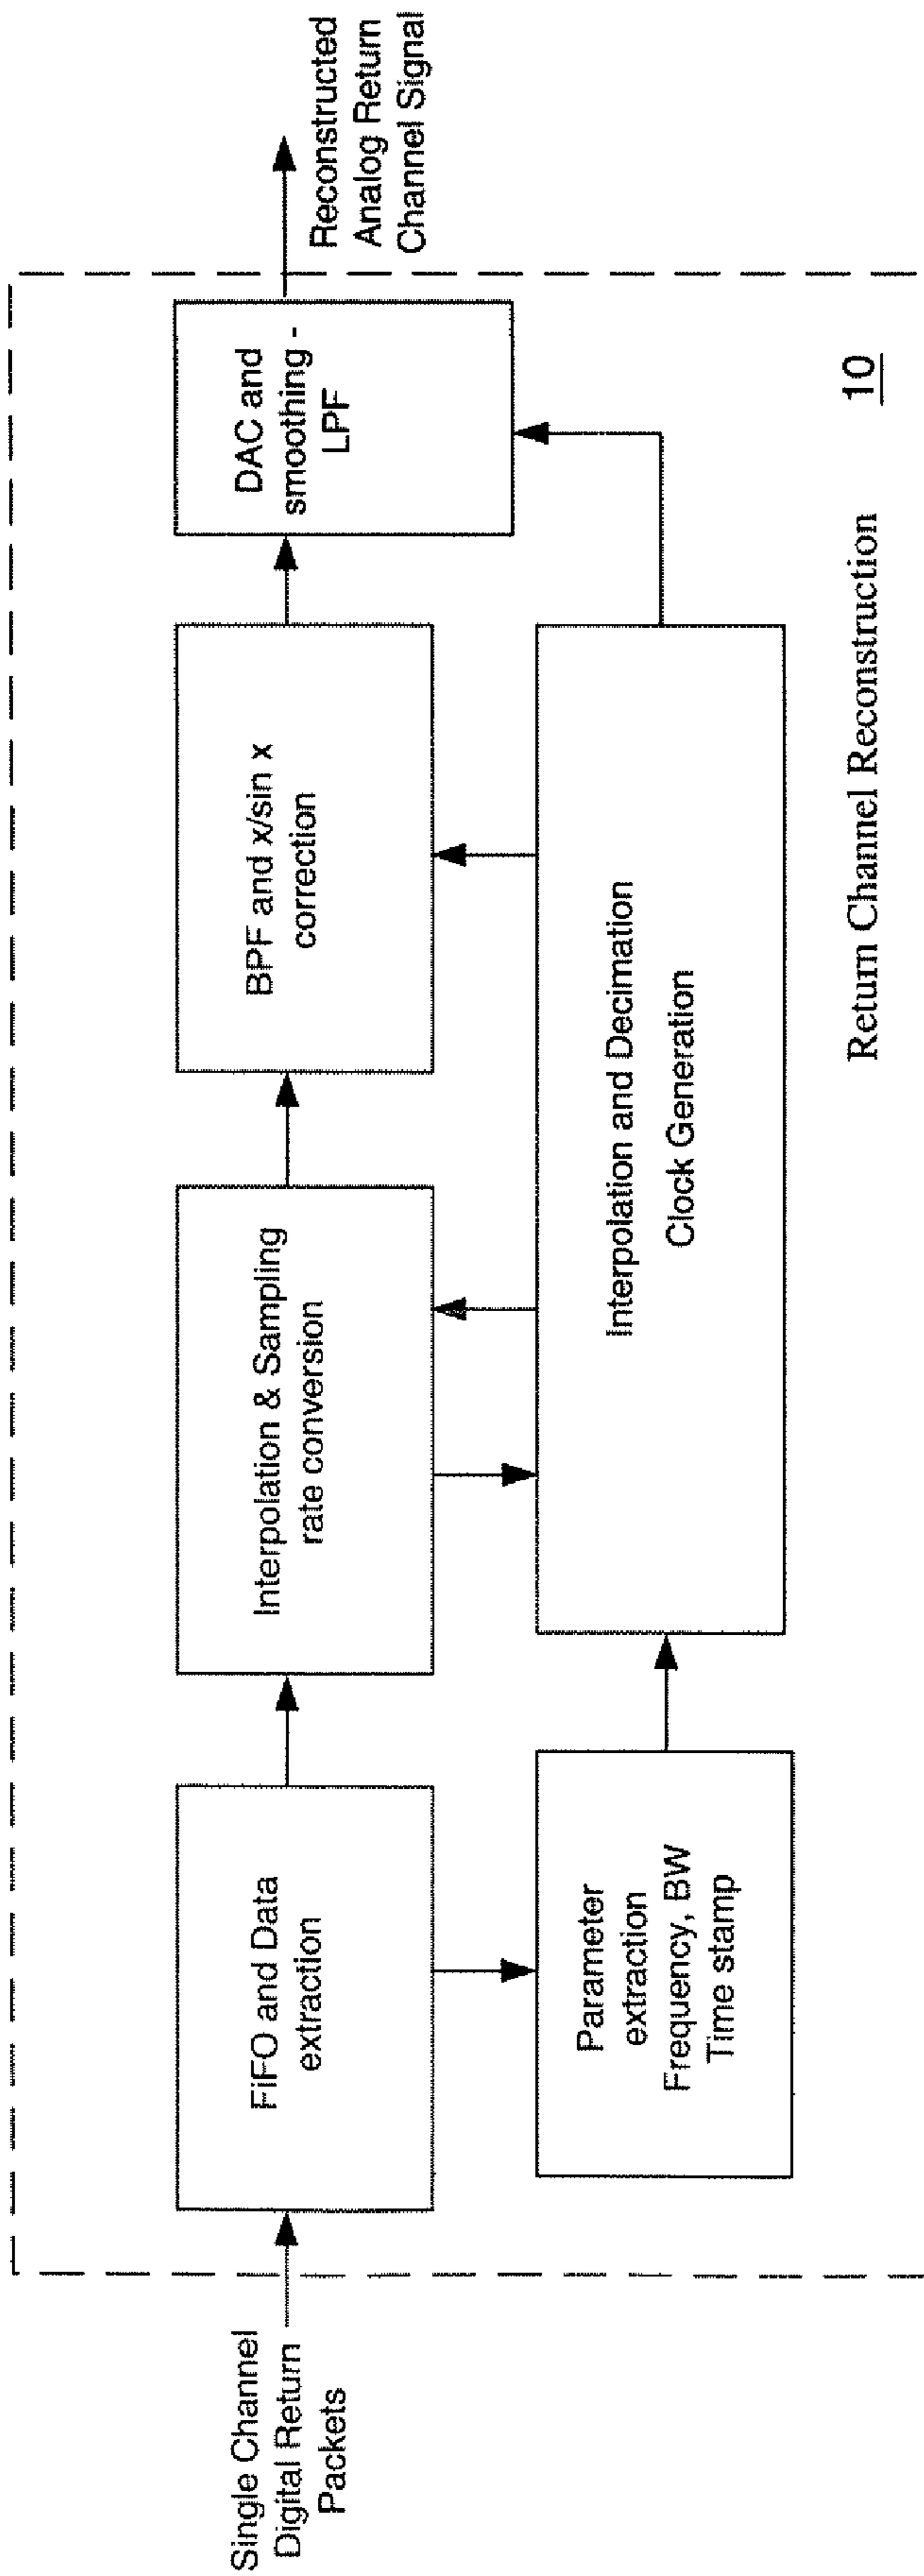 Single Channel
Digital Return
Packets
FiFO and Data
extraction
Interpolation & Sampling
rate conversion
BPF and x/sin x
correction
DAC and
smoothing -
LPF
Reconstructed
Analog Return
Channel Signal
Parameter
extraction
Frequency, BW
Time stamp
Interpolation and Decimation
Clock Generation
Return Channel Reconstruction
10